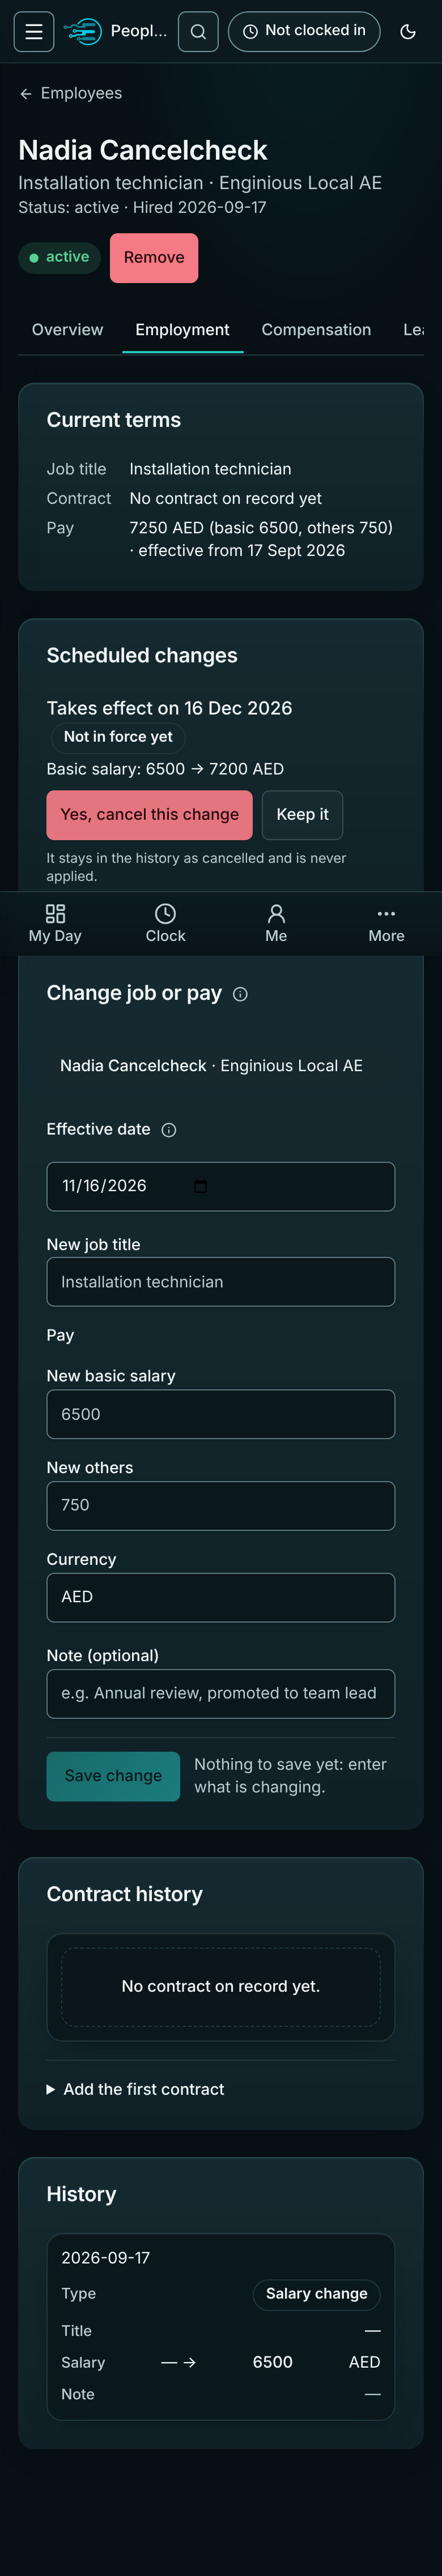 Peopl...
Not clocked in
← Employees
Nadia Cancelcheck
Installation technician · Enginious Local AE
Status: active · Hired 2026-09-17
active
Remove
Overview
Employment
Compensation
Lea
Current terms
Job title Installation technician
Contract No contract on record yet
Pay 7250 AED (basic 6500, others 750)
· effective from 17 Sept 2026
Scheduled changes
Takes effect on 16 Dec 2026
Not in force yet
Basic salary: 6500 → 7200 AED
Yes, cancel this change
Keep it
It stays in the history as cancelled and is never
applied.
My Day
Clock
Me
More
Change job or pay
Nadia Cancelcheck · Enginious Local AE
Effective date
11/16/2026
New job title
Installation technician
Pay
New basic salary
6500
New others
750
Currency
AED
Note (optional)
e.g. Annual review, promoted to team lead
Save change
Nothing to save yet: enter
what is changing.
Contract history
No contract on record yet.
Add the first contract
History
2026-09-17
Type Salary change
Title —
Salary — → 6500 AED
Note —